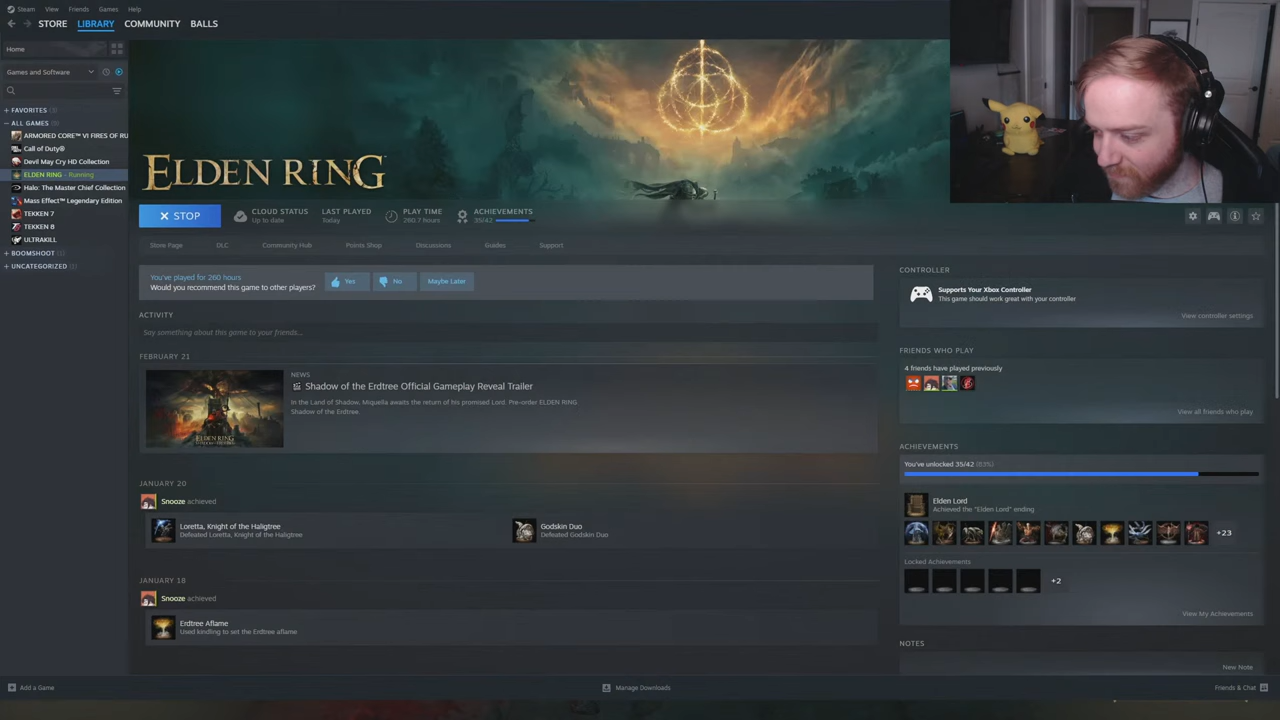 Steam View Friends Games Help
STORE LIBRARY COMMUNITY BALLS
Home
Games and Software
FAVORITES
ALL GAMES
ARMORED CORE™ VI FIRES OF RU
Call of Duty®
Devil May Cry HD Collection
ELDEN RING - Running
Halo: The Master Chief Collection
Mass Effect™ Legendary Edition
TEKKEN 7
TEKKEN 8
ULTRAKILL
BOOMSHOOT
UNCATEGORIZED (1)
ELDEN RING
STOP
CLOUD STATUS
Up to date
LAST PLAYED
Today
PLAY TIME
260.7 hours
ACHIEVEMENTS
35/42
Store Page DLC Community Hub Points Shop Discussions Guides Support
You've played for 260 hours
Would you recommend this game to other players?
Yes No Maybe Later
ACTIVITY
Say something about this game to your friends...
FEBRUARY 21
ELDEN RING
NEWS
Shadow of the Erdtree Official Gameplay Reveal Trailer
In the Land of Shadow, Miquella awaits the return of his promised Lord. Pre-order ELDEN RING
Shadow of the Erdtree.
JANUARY 20
Snooze achieved
Loretta, Knight of the Haligtree
Defeated Loretta, Knight of the Haligtree
Godskin Duo
Defeated Godskin Duo
JANUARY 18
Snooze achieved
Erdtree Aflame
Used kindling to set the Erdtree aflame
CONTROLLER
Supports Your Xbox Controller
This game should work great with your controller
View controller settings
FRIENDS WHO PLAY
4 friends have played previously
View all friends who play
ACHIEVEMENTS
You've unlocked 35/42 (83%)
Elden Lord
Achieved the "Elden Lord" ending
+23
Locked Achievements
+2
View My Achievements
NOTES
New Note
Add a Game
Manage Downloads
Friends & Chat